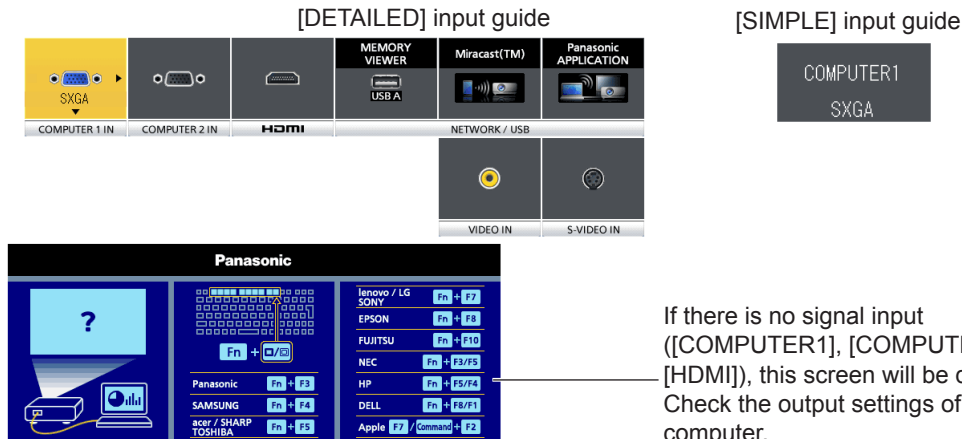 [DETAILED] input guide
[SIMPLE] input guide
MEMORY
VIEWER
Miracast(TM)
Panasonic
APPLICATION
SXGA
USB A
COMPUTER1
SXGA
COMPUTER 1 IN
COMPUTER 2 IN
HDMI
NETWORK / USB
VIDEO IN
S-VIDEO IN
Panasonic
?
Fn +
Panasonic Fn + F3
SAMSUNG Fn + F4
acer / SHARP
TOSHIBA Fn + F5
lenovo / LG
SONY Fn + F7
EPSON Fn + F8
FUJITSU Fn + F10
NEC Fn + F3/F5
HP Fn + F5/F4
DELL Fn + F8/F1
Apple F7 / Command + F2
If there is no signal input
([COMPUTER1],
[HDMI]), this screen will be
Check the output settings of
computer.